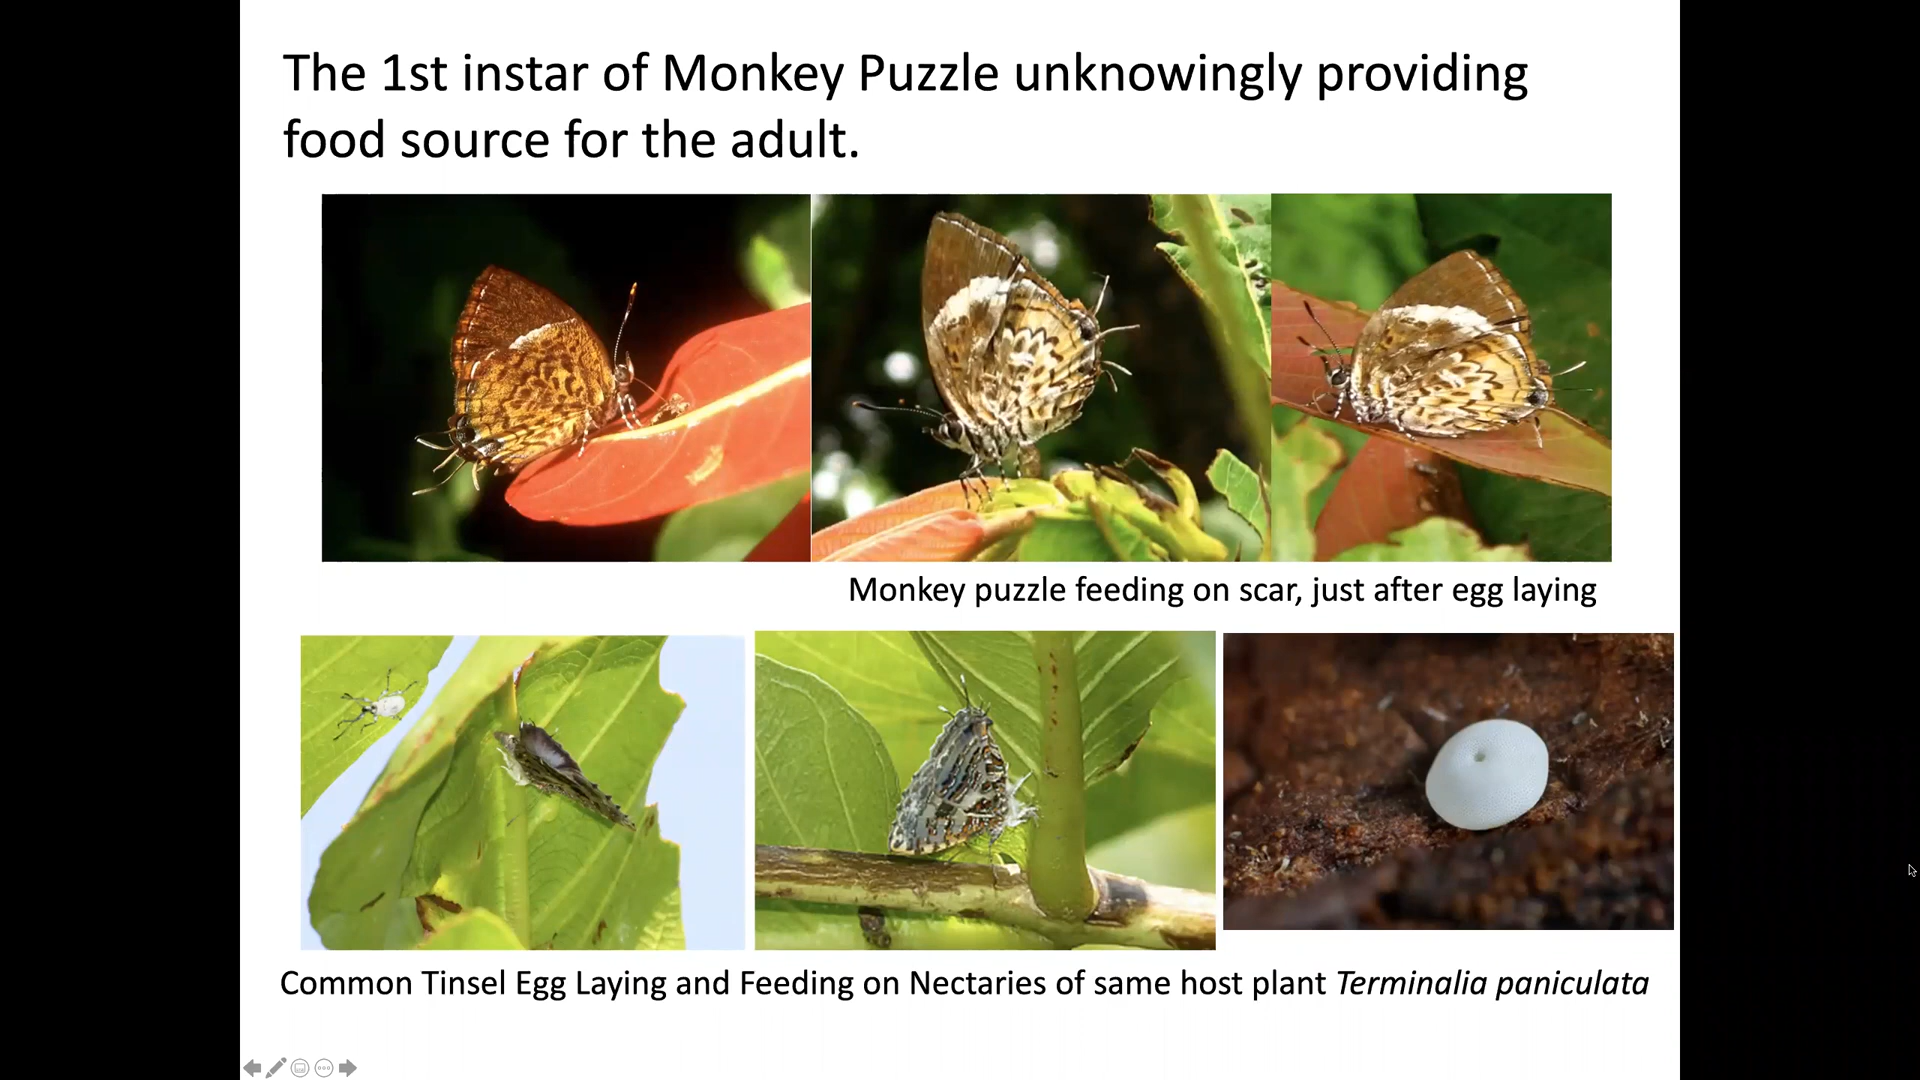 The 1st instar of Monkey Puzzle unknowingly providing
food source for the adult.
Monkey puzzle feeding on scar, just after egg laying
Common Tinsel Egg Laying and Feeding on Nectaries of same host plant Terminalia paniculata